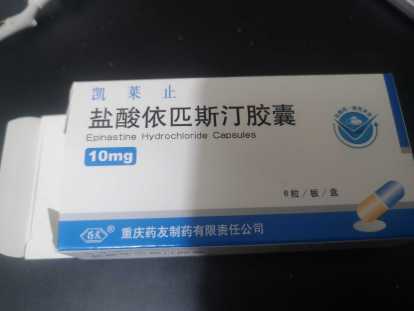 凯莱止
盐酸依匹斯汀胶囊
Epinastine Hydrochloride Capsules
10mg
6粒/板/盒
重庆药友制药有限责任公司